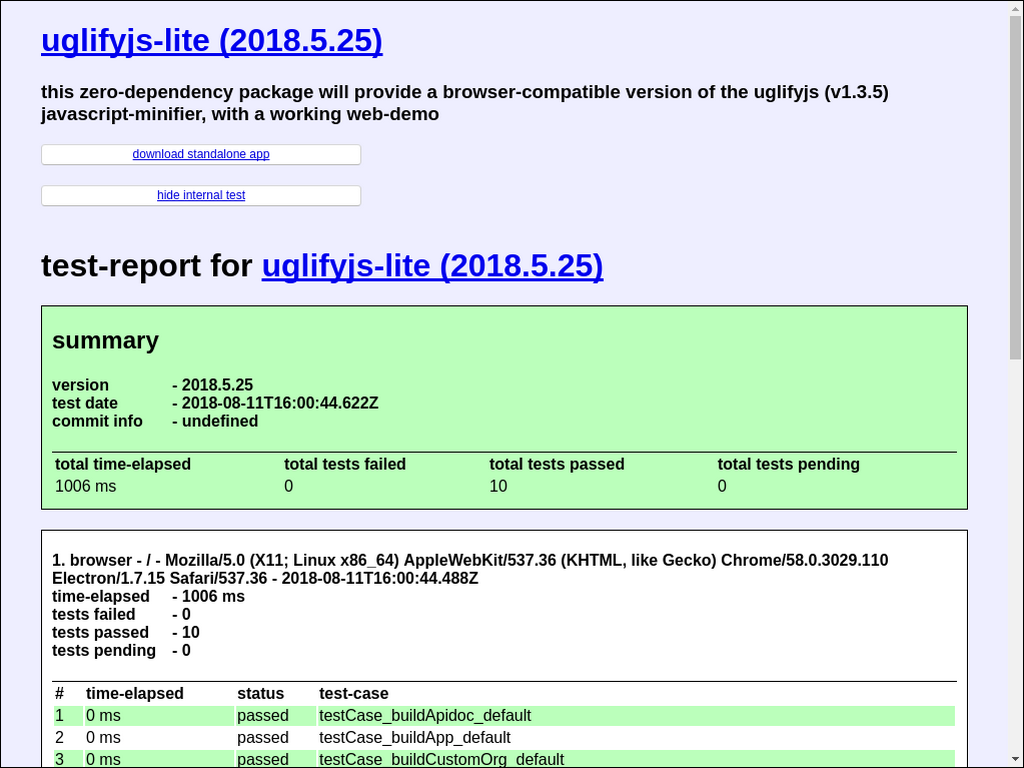 uglifyjs-lite (2018.5.25)
this zero-dependency package will provide a browser-compatible version of the uglifyjs (v1.3.5)
javascript-minifier, with a working web-demo
download standalone app
hide internal test
test-report for uglifyjs-lite (2018.5.25)
summary
version - 2018.5.25
test date - 2018-08-11T16:00:44.622Z
commit info - undefined
total time-elapsed total tests failed total tests passed total tests pending
1006 ms 0 10 0
1. browser - / - Mozilla/5.0 (X11; Linux x86_64) AppleWebKit/537.36 (KHTML, like Gecko) Chrome/58.0.3029.110
Electron/1.7.15 Safari/537.36 - 2018-08-11T16:00:44.488Z
time-elapsed - 1006 ms
tests failed - 0
tests passed - 10
tests pending - 0
# time-elapsed status test-case
1 0 ms passed testCase_buildApidoc_default
2 0 ms passed testCase_buildApp_default
3 0 ms passed testCase_buildCustomOrg_default